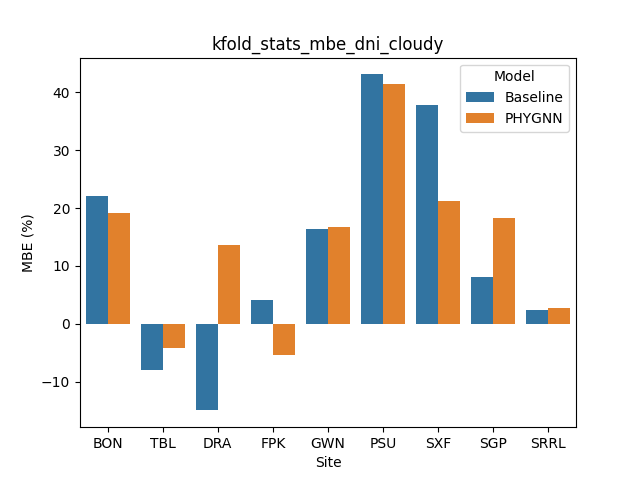 kfold_stats_mbe_dni_cloudy
Model
Baseline
PHYGNN
MBE (%)
40
30
20
10
0
−10
BON TBL DRA FPK GWN PSU SXF SGP SRRL
Site